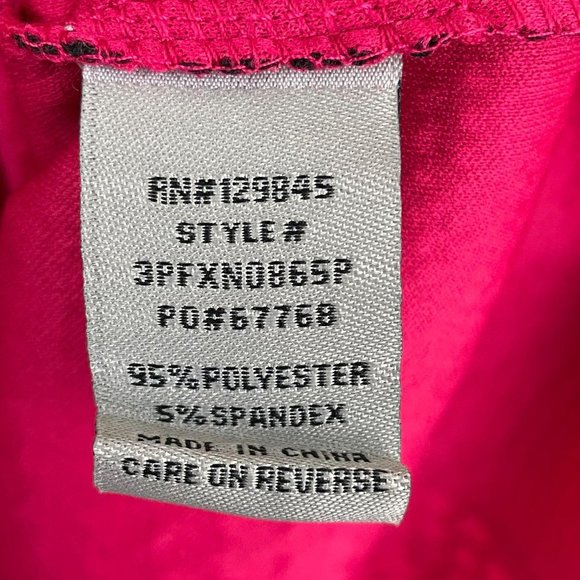 RN#129845
STYLE #
3PFXN0865P
PO#67768
95%POLYESTER
5%SPANDEX
MADE IN CHINA
CARE ON REVERSE